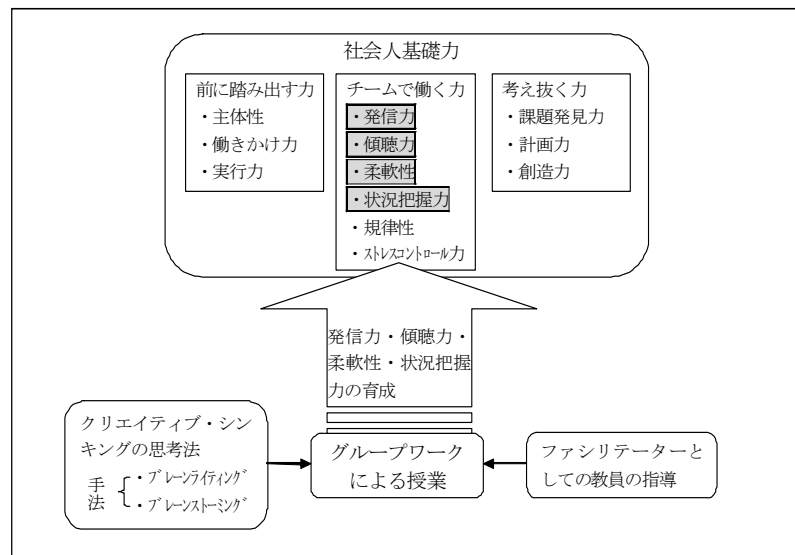 社会人基礎力
前に踏み出す力
・主体性
・働きかけ力
・実行力
チームで働く力
・発信力
・傾聴力
・柔軟性
・状況把握力
・規律性
・ｽﾄﾚｽｺﾝﾄﾛｰﾙ力
考え抜く力
・課題発見力
・計画力
・創造力
発信力・傾聴力・
柔軟性・状況把握
力の育成
クリエイティブ・シン
キングの思考法
手法
・ﾌﾞﾚｰﾝﾗｲﾃｨﾝｸﾞ
・ﾌﾞﾚｰﾝｽﾄｰﾐﾝｸﾞ
グループワーク
による授業
ファシリテーターと
しての教員の指導